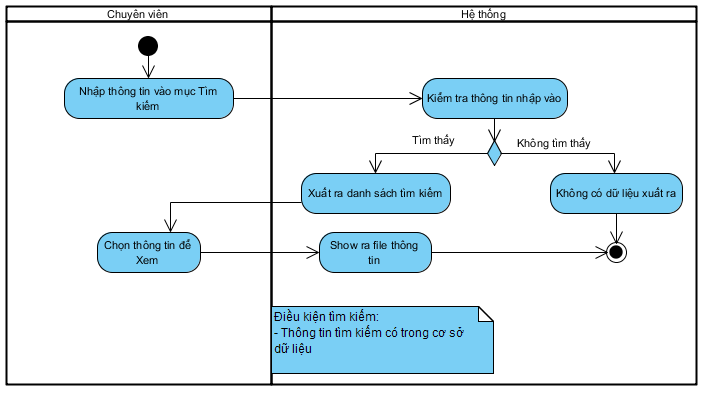 Chuyên viên
Hệ thống
Nhập thông tin vào mục Tìm
kiếm
Kiểm tra thông tin nhập vào
Tìm thấy
Không tìm thấy
Xuất ra danh sách tìm kiếm
Không có dữ liệu xuất ra
Chọn thông tin để
Xem
Show ra file thông
tin
Điều kiện tìm kiếm:
- Thông tin tìm kiếm có trong cơ sở
dữ liệu